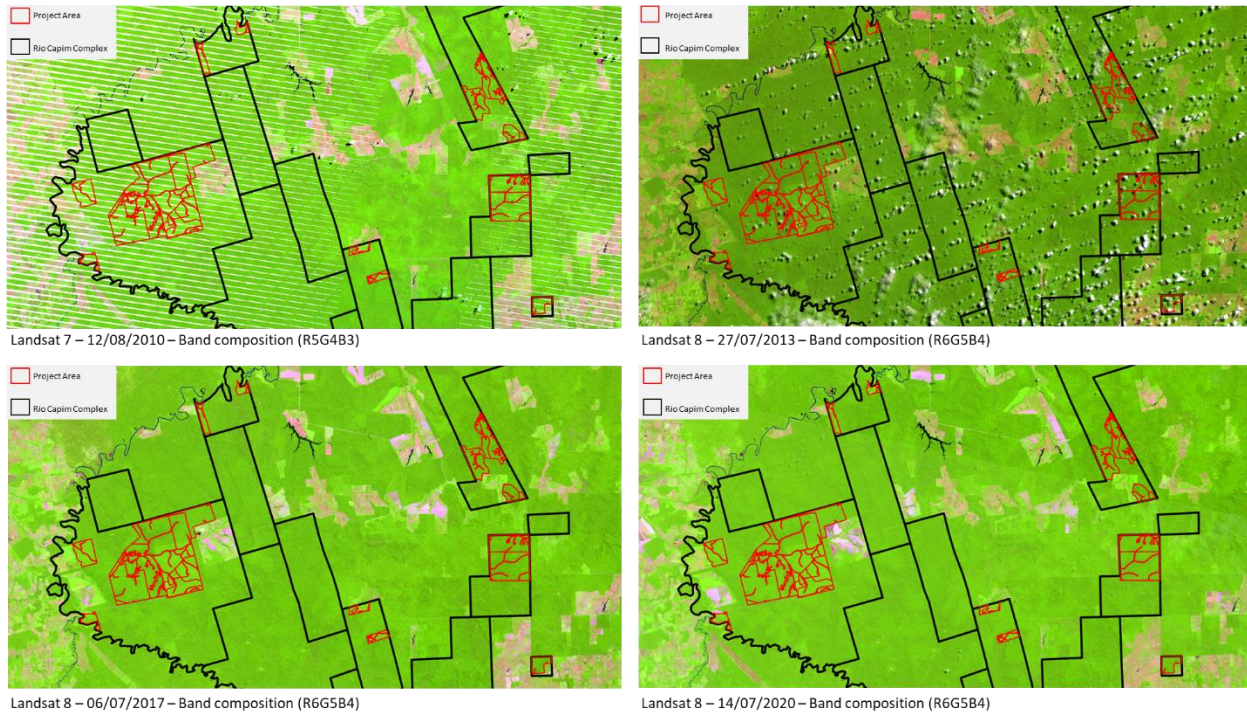 Project Area
Rio Capim Complex
Landsat 7 – 12/08/2010 – Band composition (R5G4B3)
Project Area
Rio Capim Complex
Landsat 8 – 27/07/2013 – Band composition (R6G5B4)
Project Area
Rio Capim Complex
Landsat 8 – 06/07/2017 – Band composition (R6G5B4)
Project Area
Rio Capim Complex
Landsat 8 – 14/07/2020 – Band composition (R6G5B4)